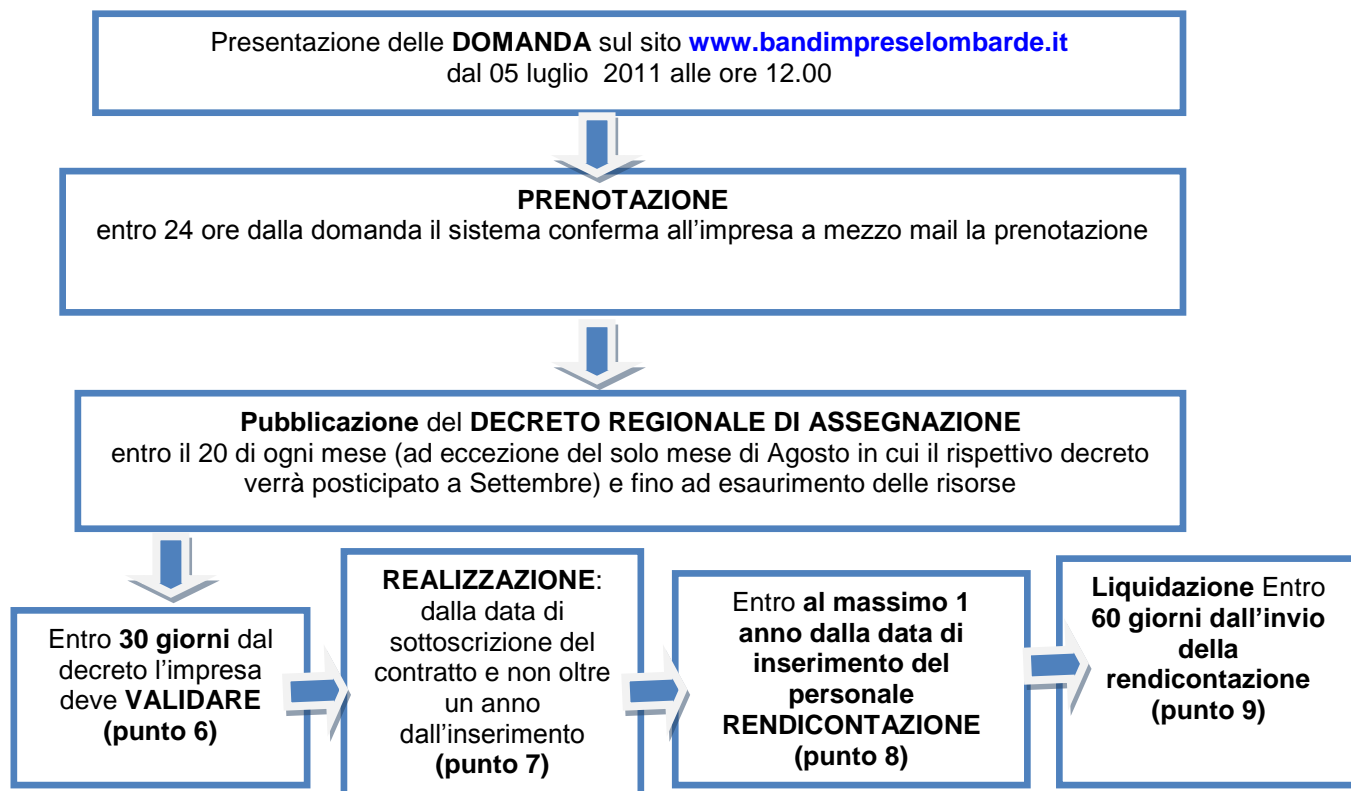 Presentazione delle DOMANDA sul sito www.bandimpreselombarde.it
dal 05 luglio 2011 alle ore 12.00
PRENOTAZIONE
entro 24 ore dalla domanda il sistema conferma all’impresa a mezzo mail la prenotazione
Pubblicazione del DECRETO REGIONALE DI ASSEGNAZIONE
entro il 20 di ogni mese (ad eccezione del solo mese di Agosto in cui il rispettivo decreto
verrà posticipato a Settembre) e fino ad esaurimento delle risorse
Entro 30 giorni dal
decreto l’impresa
deve VALIDARE
(punto 6)
REALIZZAZIONE:
dalla data di
sottoscrizione del
contratto e non oltre
un anno
dall’inserimento
(punto 7)
Entro al massimo 1
anno dalla data di
inserimento del
personale
RENDICONTAZIONE
(punto 8)
Liquidazione Entro
60 giorni dall’invio
della
rendicontazione
(punto 9)